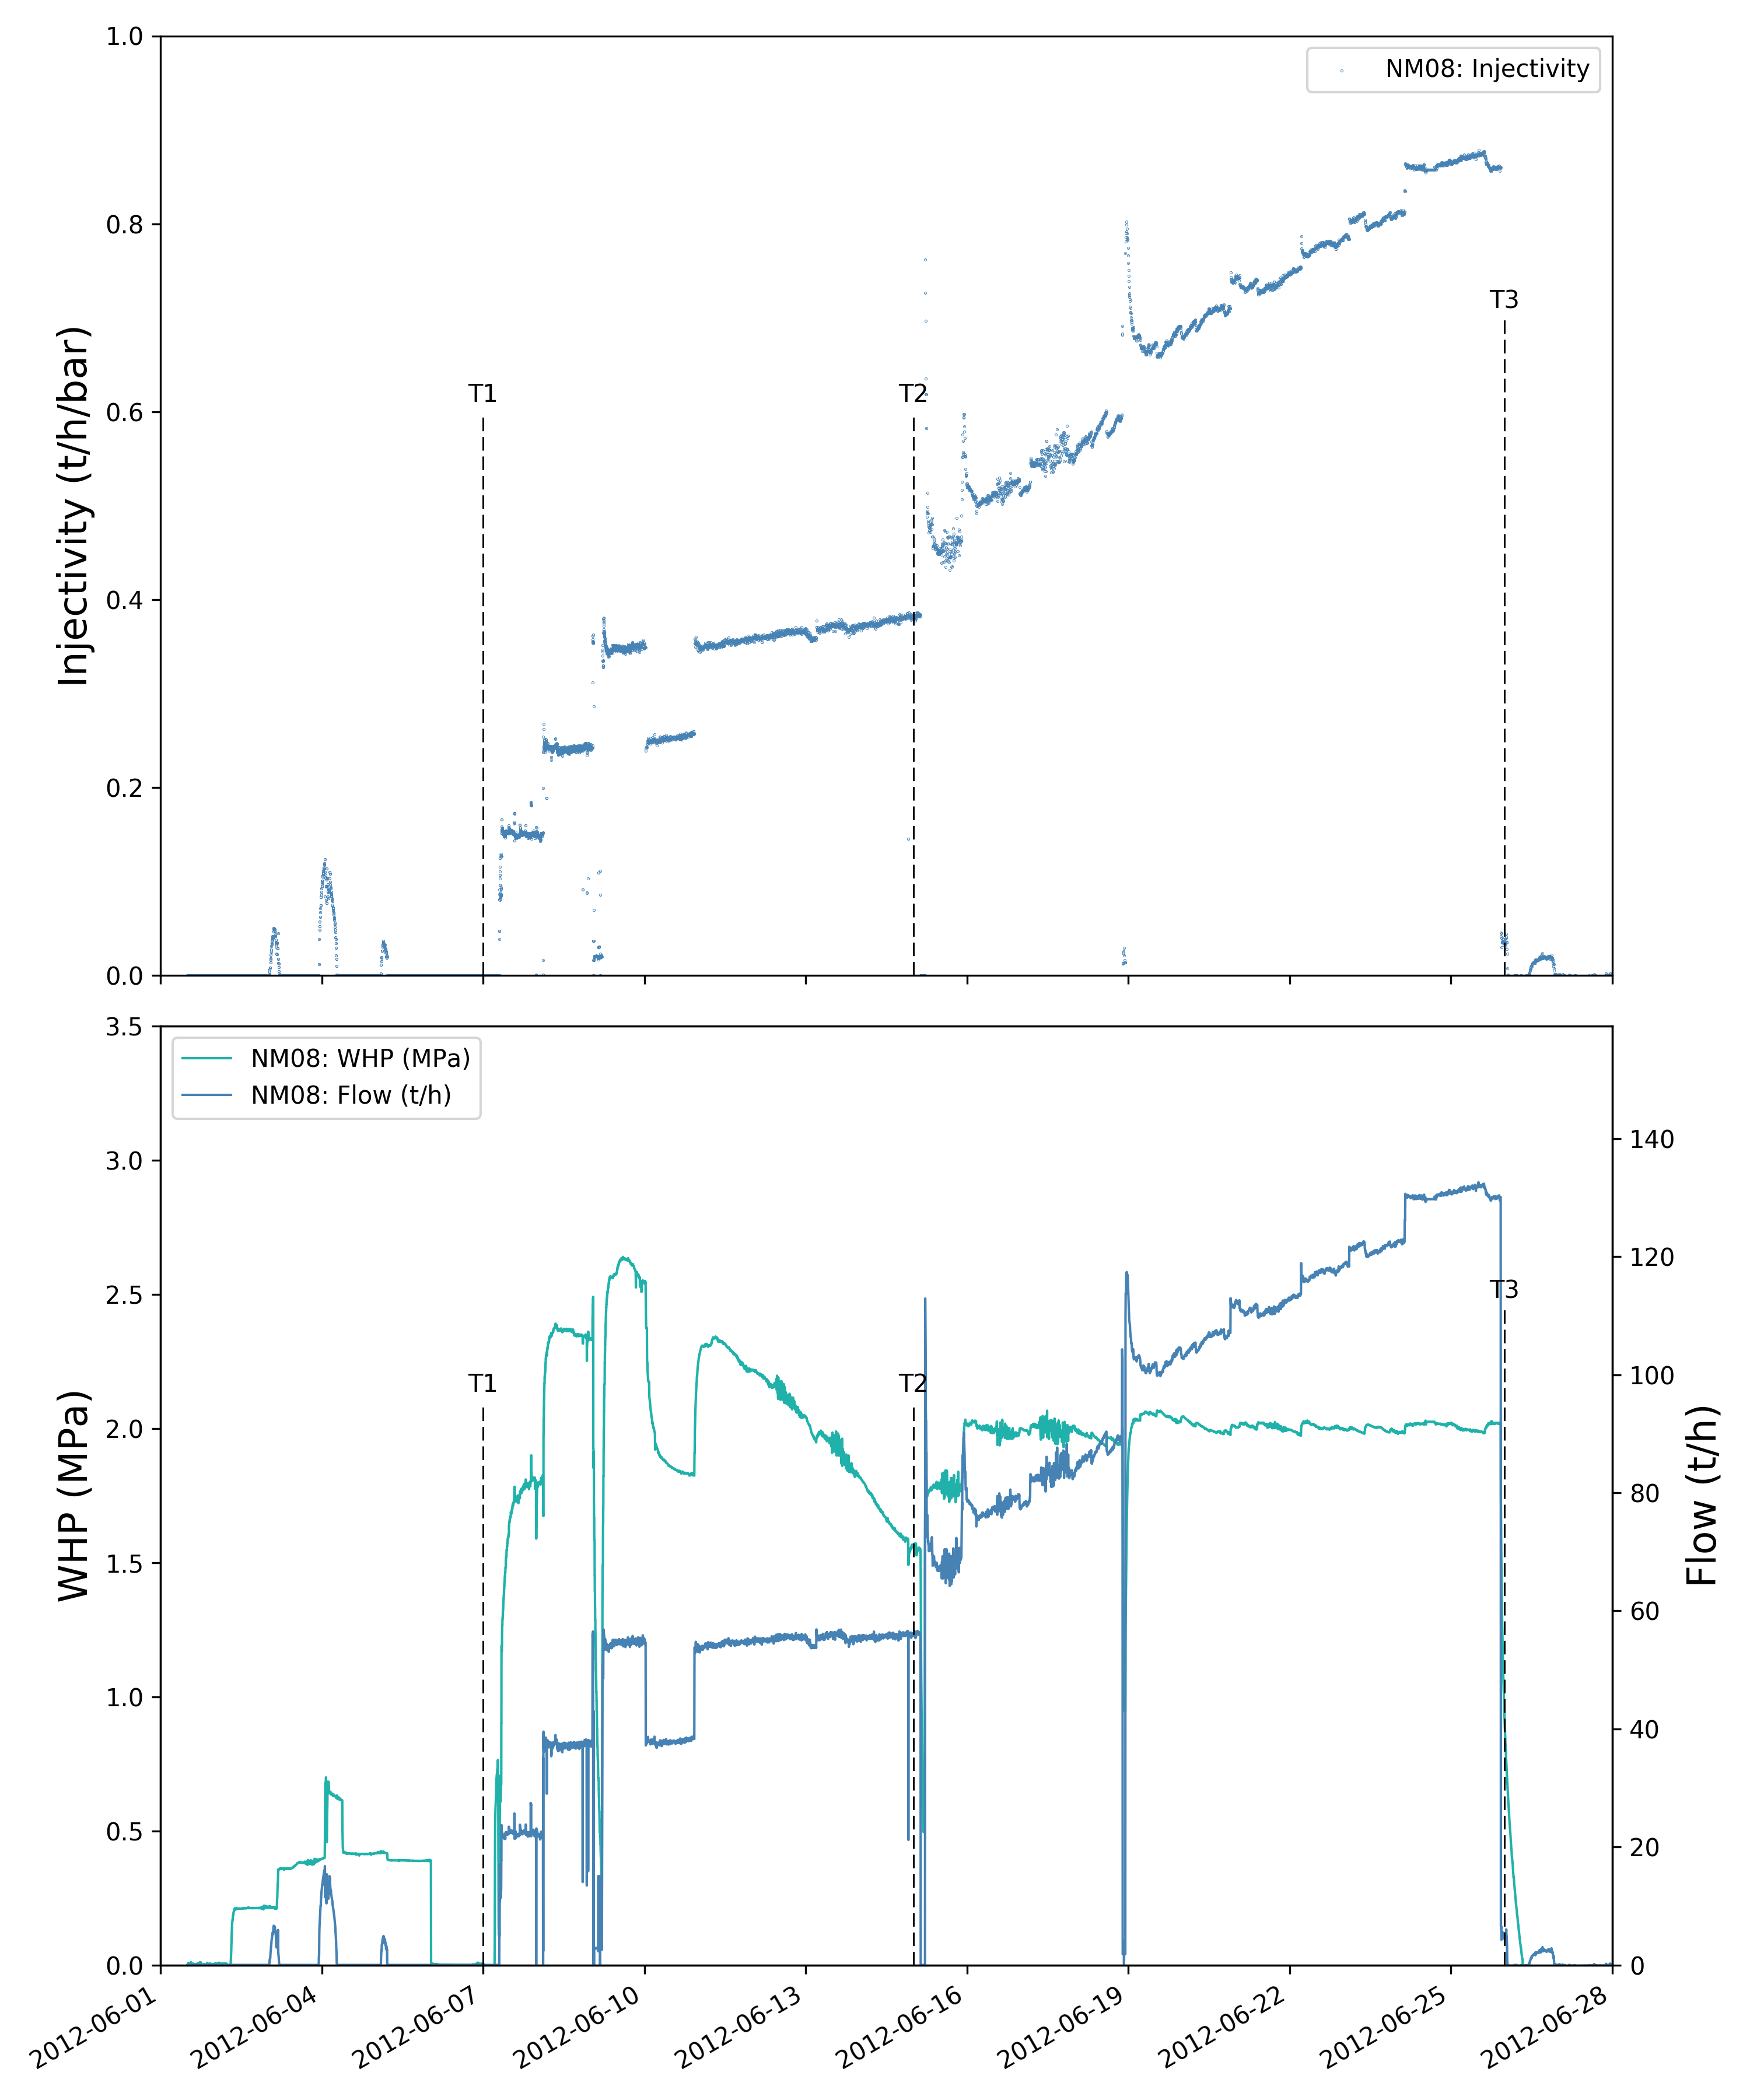 1.0
0.8
0.6
0.4
0.2
0.0
Injectivity (t/h/bar)
NM08: Injectivity
T1
T2
T3
3.5
3.0
2.5
2.0
1.5
1.0
0.5
0.0
WHP (MPa)
NM08: WHP (MPa)
NM08: Flow (t/h)
T1
T2
T3
140
120
100
80
60
40
20
0
Flow (t/h)
2012-06-01
2012-06-04
2012-06-07
2012-06-10
2012-06-13
2012-06-16
2012-06-19
2012-06-22
2012-06-25
2012-06-28